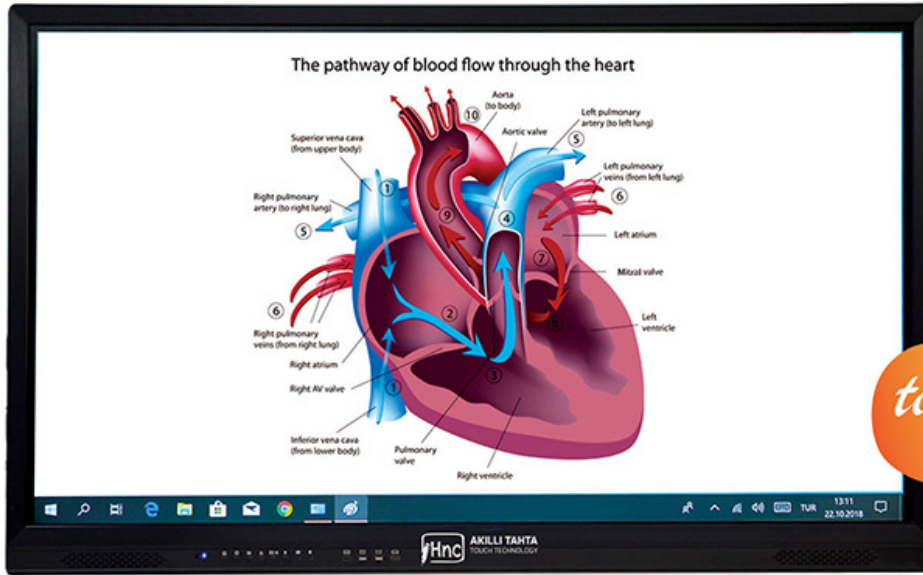 The pathway of blood flow through the heart
Aorta
(to body)
Left pulmonary
artery (to left lung)
Superior vena cava
(from upper body)
Aortic valve
10
5
Left pulmonary
veins (from left lung)
1
6
Right pulmonary
artery (to right lung)
9
4
5
Left atrium
7
Mitral valve
6
2
8
Left
ventricle
Right pulmonary
veins (from right lung)
Right atrium
3
Right AV valve
1
Inferior vena cava
(from lower body)
Pulmonary
valve
Right ventricle
TUR
13:11
22.10.2018
Hnc
AKILLI TAHTA
TOUCH TECHNOLOGY